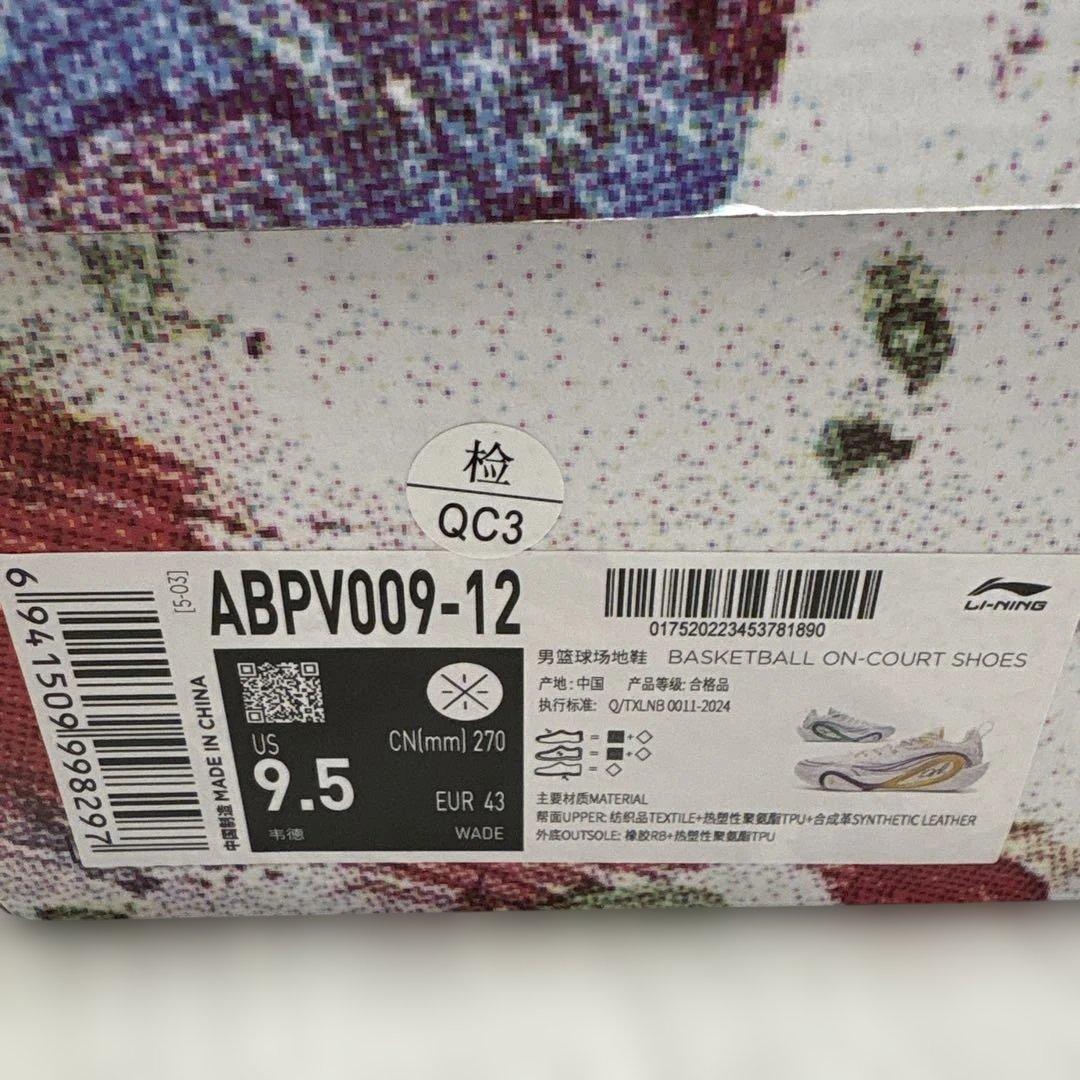 检
QC3
6 941509 998297
[5-03]
ABPV009-12
017520223453781890
LI-NING
中国制造 MADE IN CHINA
US
9.5
韦德
CN(mm) 270
EUR 43
WADE
男篮球场地鞋 BASKETBALL ON-COURT SHOES
产地: 中国 产品等级: 合格品
执行标准: Q/TXLNB 0011-2024
主要材质MATERIAL
帮面UPPER: 纺织品TEXTILE+热塑性聚氨酯TPU+合成革SYNTHETIC LEATHER
外底OUTSOLE: 橡胶RB+热塑性聚氨酯TPU